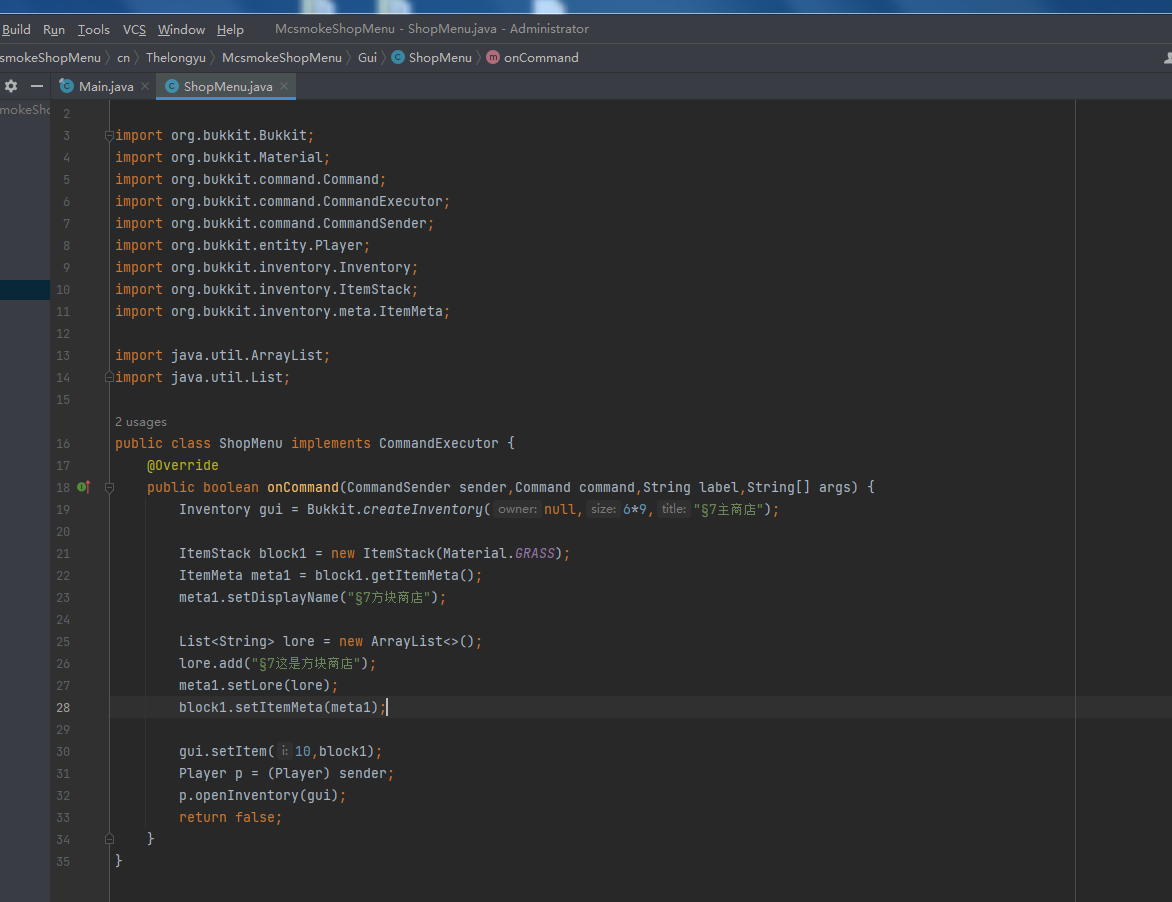 Build Run Tools VCS Window Help McsmokeShopMenu - ShopMenu.java - Administrator
smokeShopMenu cn Thelongyu McsmokeShopMenu Gui ShopMenu onCommand
Main.java ShopMenu.java
mokeSho
2
3 import org.bukkit.Bukkit;
4 import org.bukkit.Material;
5 import org.bukkit.command.Command;
6 import org.bukkit.command.CommandExecutor;
7 import org.bukkit.command.CommandSender;
8 import org.bukkit.entity.Player;
9 import org.bukkit.inventory.Inventory;
10 import org.bukkit.inventory.ItemStack;
11 import org.bukkit.inventory.meta.ItemMeta;
12
13 import java.util.ArrayList;
14 import java.util.List;
15
2 usages
16 public class ShopMenu implements CommandExecutor {
17 @Override
18 public boolean onCommand(CommandSender sender,Command command,String label,String[] args) {
19 Inventory gui = Bukkit.createInventory( owner: null, size: 6*9, title: "§7主商店");
20
21 ItemStack block1 = new ItemStack(Material.GRASS);
22 ItemMeta meta1 = block1.getItemMeta();
23 meta1.setDisplayName("§7方块商店");
24
25 List<String> lore = new ArrayList<>();
26 lore.add("§7这是方块商店");
27 meta1.setLore(lore);
28 block1.setItemMeta(meta1);
29
30 gui.setItem( i: 10,block1);
31 Player p = (Player) sender;
32 p.openInventory(gui);
33 return false;
34 }
35 }